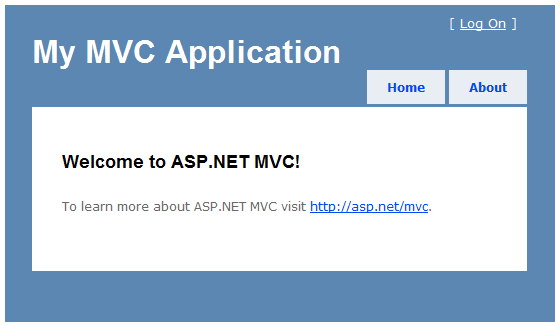 [ Log On ]
My MVC Application
Home About
Welcome to ASP.NET MVC!
To learn more about ASP.NET MVC visit http://asp.net/mvc.